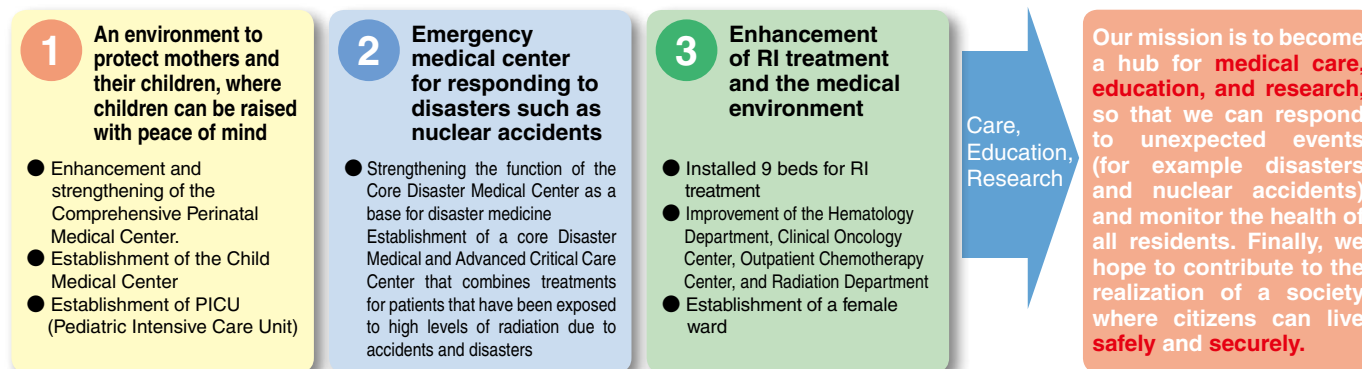 1
An environment to
protect mothers and
their children, where
children can be raised
with peace of mind
● Enhancement and
strengthening of the
Comprehensive Perinatal
Medical Center.
● Establishment of the Child
Medical Center
● Establishment of PICU
(Pediatric Intensive Care Unit)
2
Emergency
medical center
for responding to
disasters such as
nuclear accidents
● Strengthening the function of the
Core Disaster Medical Center as a
base for disaster medicine
Establishment of a core Disaster
Medical and Advanced Critical Care
Center that combines treatments
for patients that have been exposed
to high levels of radiation due to
accidents and disasters
3
Enhancement
of RI treatment
and the medical
environment
● Installed 9 beds for RI
treatment
● Improvement of the Hematology
Department, Clinical Oncology
Center, Outpatient Chemotherapy
Center, and Radiation Department
● Establishment of a female
ward
Care,
Education,
Research
Our mission is to become
a hub for medical care,
education, and research,
so that we can respond
to unexpected events
(for example disasters
and nuclear accidents)
and monitor the health of
all residents. Finally, we
hope to contribute to the
realization of a society
where citizens can live
safely and securely.